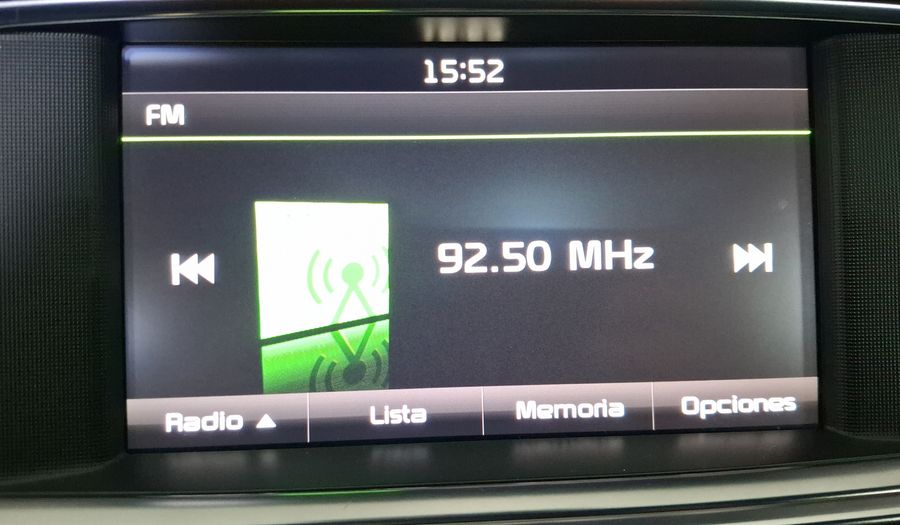 15:52
FM
92.50 MHz
Radio ▲ Lista Memoria Opciones